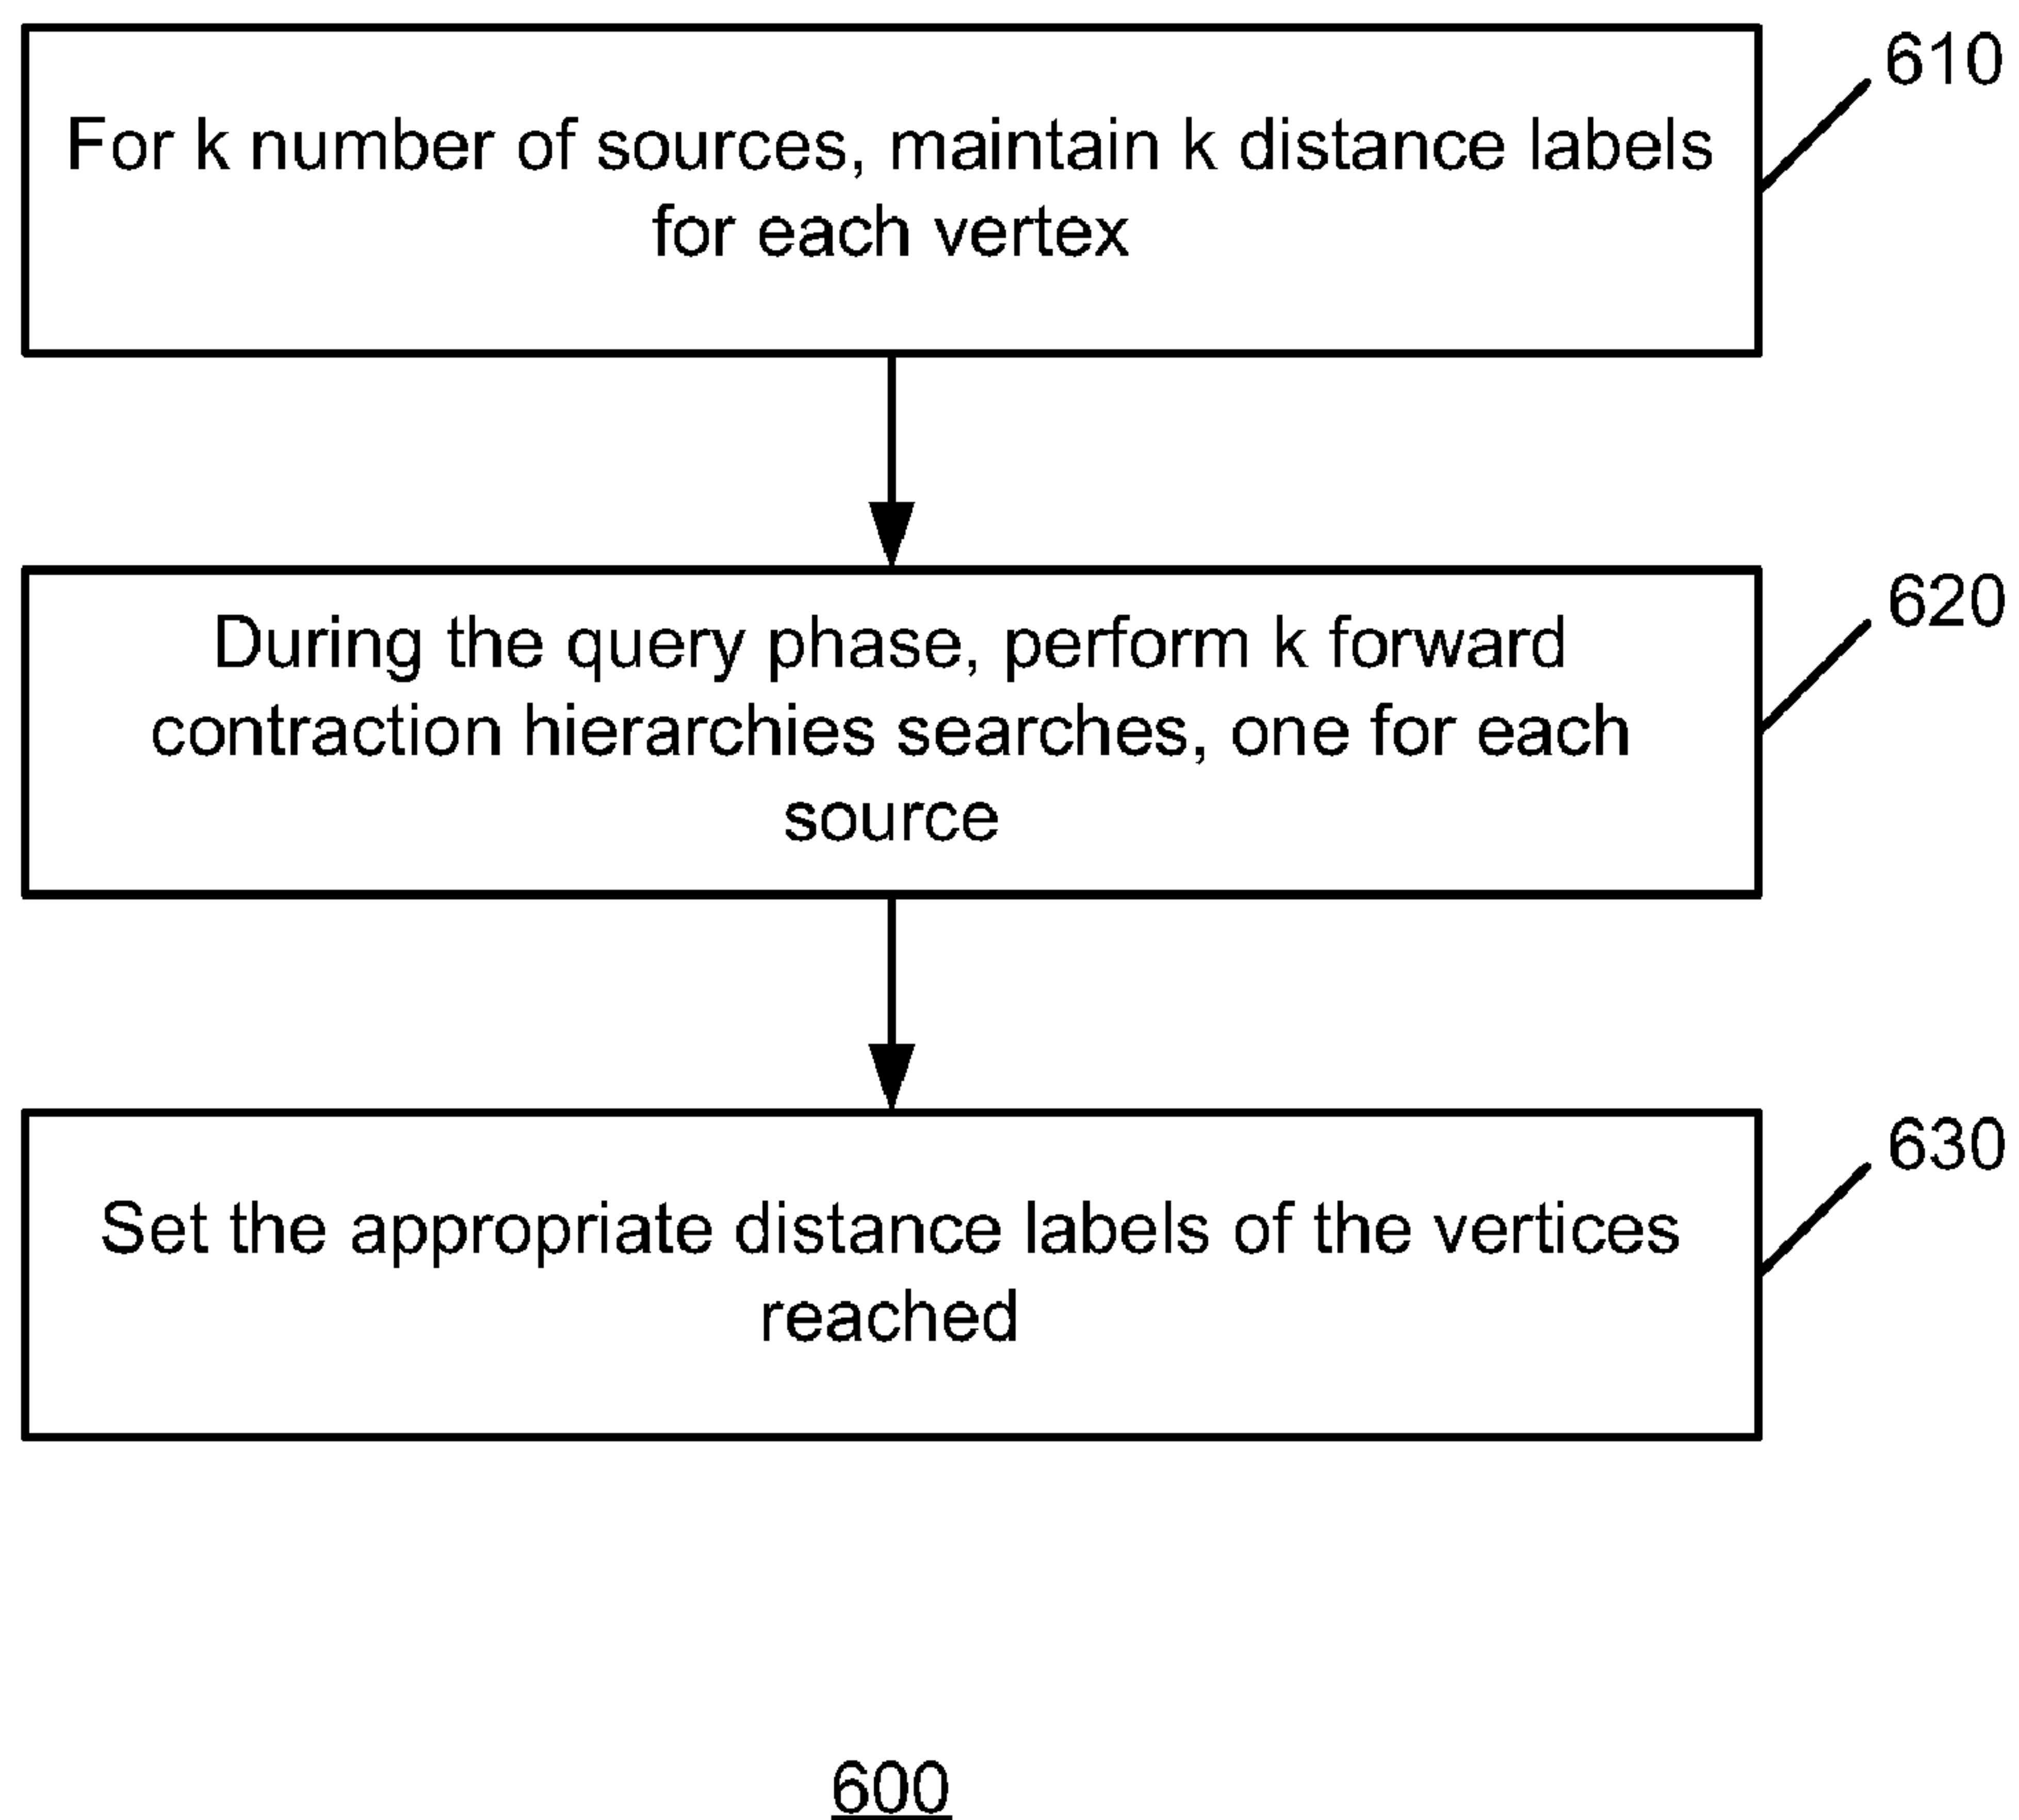 610
For k number of sources, maintain k distance labels
for each vertex
620
During the query phase, perform k forward
contraction hierarchies searches, one for each
source
630
Set the appropriate distance labels of the vertices
reached
600